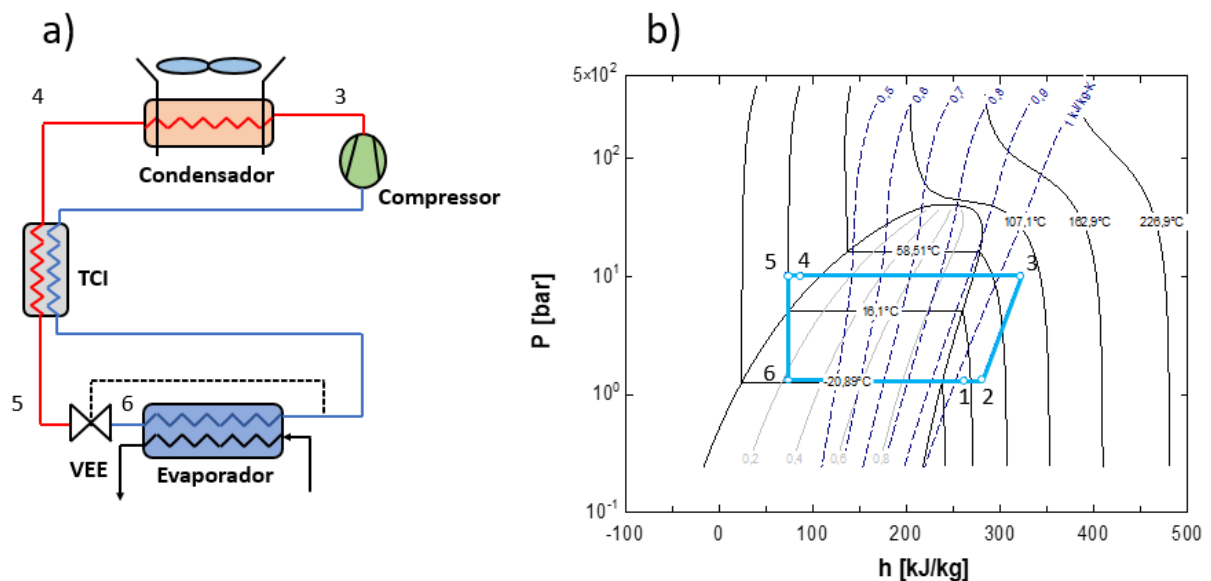 a)
4
3
Condensador
Compressor
TCI
5
6
VEE
Evaporador
b)
5×10²
10²
10¹
10⁰
10⁻¹
P [bar]
0,5
0,6
0,7
0,8
0,9
1 kJ/kg-K
107,1°C
162,9°C
226,9°C
58,51°C
5
4
3
16,1°C
6
-20,89°C
1
2
0,2
0,4
0,6
0,8
-100
0
100
200
300
400
500
h [kJ/kg]